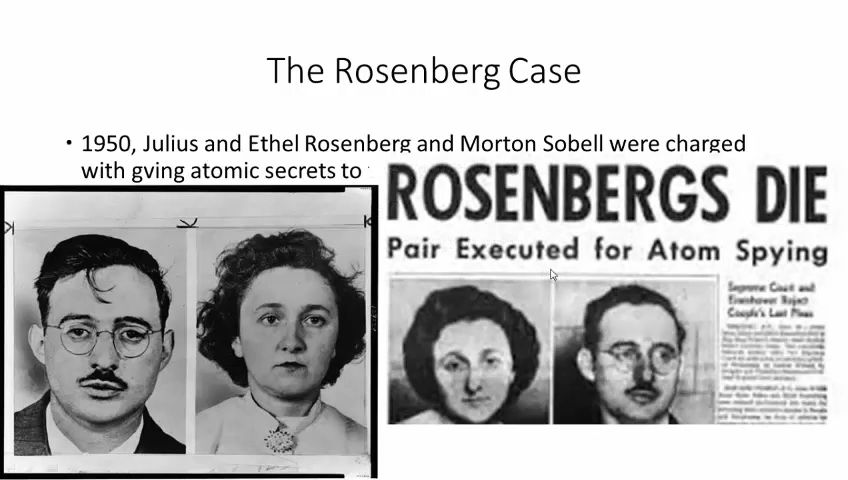 The Rosenberg Case
• 1950, Julius and Ethel Rosenberg and Morton Sobell were charged
with gving atomic secrets to
ROSENBERGS DIE
Pair Executed for Atom Spying
Supreme Court and
Eisenhower Reject
Couple's Last Pleas